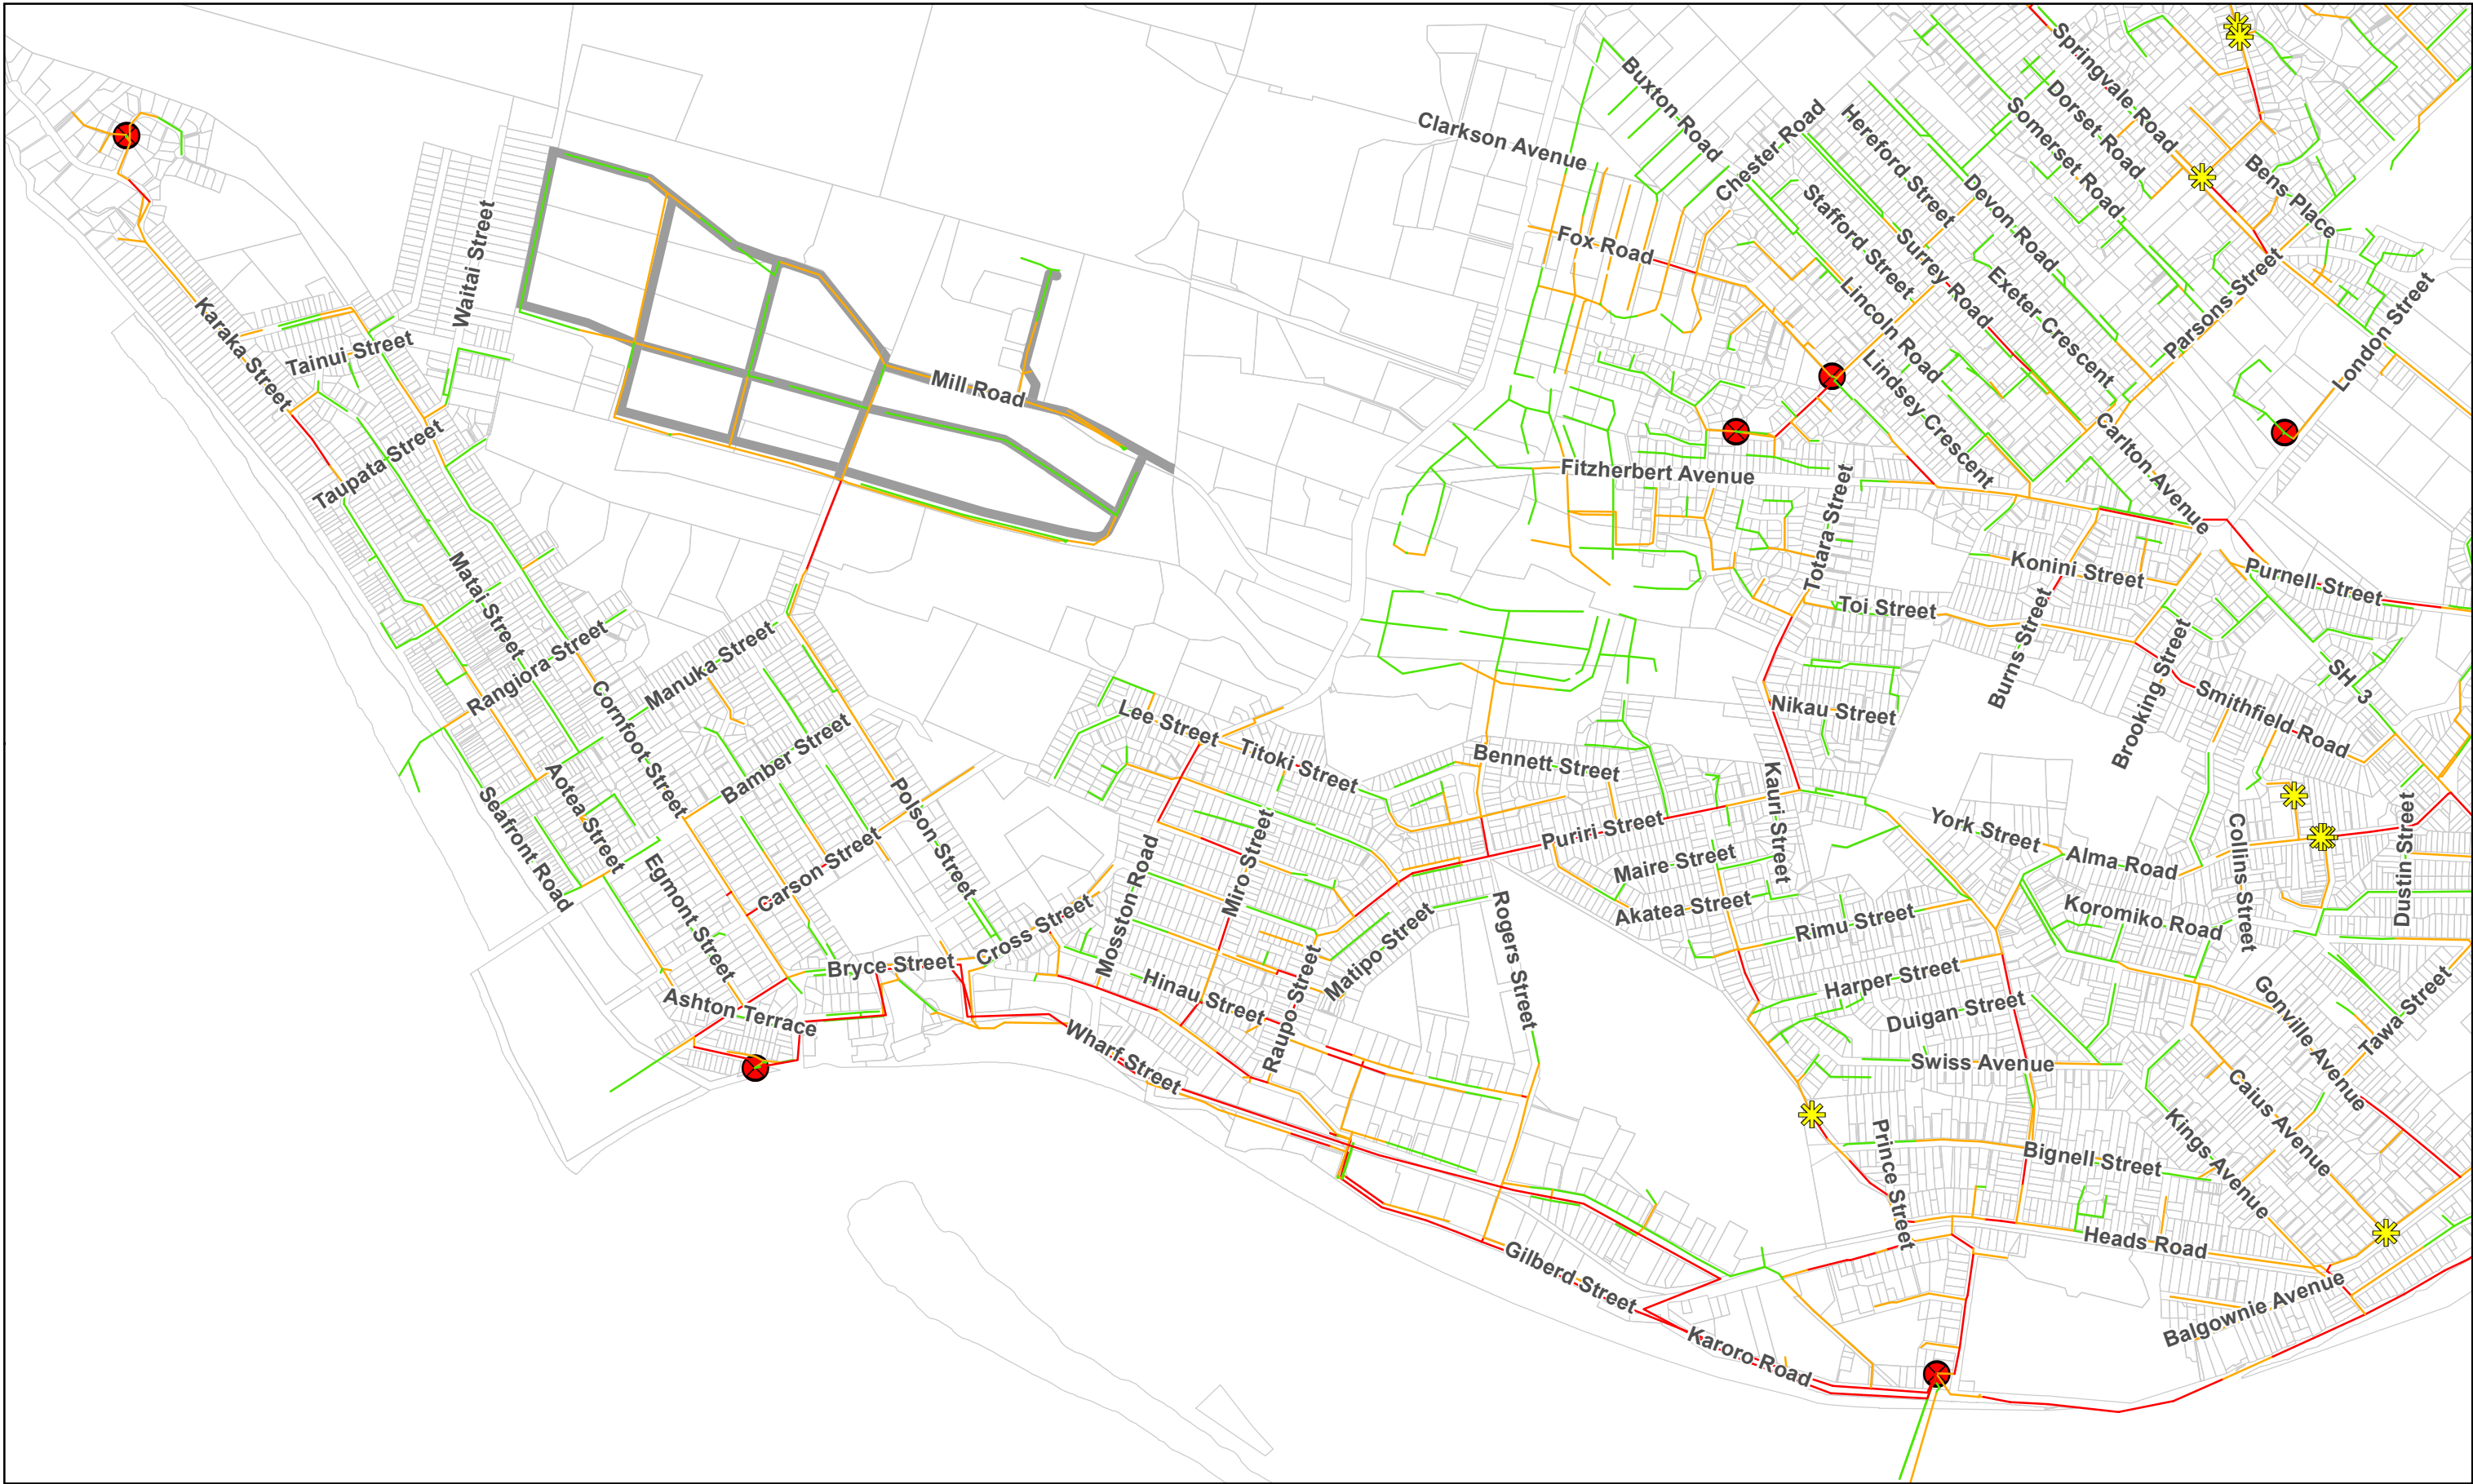 Springvale Road
Buxton Road
Dorset Road
Clarkson Avenue
Chester Road
Hereford Street
Somerset Road
Bens Place
Devon Road
Stafford Street
Waitai Street
Fox Road
Surrey Road
Exeter Crescent
Parsons Street
Lincoln Road
London Street
Karaka Street
Tainui Street
Mill Road
Lindsey Crescent
Taupata Street
Carlton Avenue
Fitzherbert Avenue
Totara Street
Konini Street
Purnell Street
Matai Street
Toi Street
Burns Street
Rangiora Street
Manuka Street
Brooking Street
SH 3
Smithfield Road
Nikau Street
Lee Street
Cornfoot Street
Titoki Street
Bennett Street
Bamber Street
Kauri Street
Aotea Street
Seafront Road
Polson Street
Puriri Street
York Street
Dustin Street
Collins Street
Alma Road
Maire Street
Miro Street
Carson Street
Egmont Street
Mosston Road
Akatea Street
Rimu Street
Koromiko Road
Cross Street
Rogers Street
Matipo Street
Bryce Street
Harper Street
Hinau Street
Raupo Street
Gonville Avenue
Tawa Street
Duigan Street
Ashton Terrace
Wharf Street
Swiss Avenue
Caius Avenue
Kings Avenue
Prince Street
Bignell Street
Heads Road
Gilberd Street
Balgownie Avenue
Karoro Road